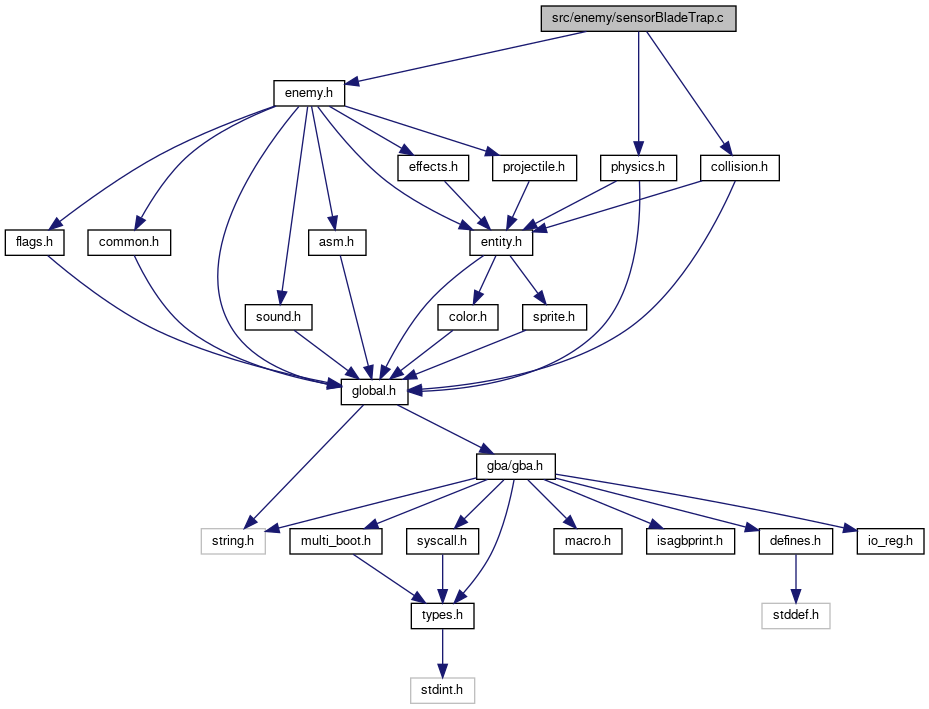 src/enemy/sensorBladeTrap.c
enemy.h
effects.h
projectile.h
physics.h
collision.h
flags.h
common.h
asm.h
entity.h
sound.h
color.h
sprite.h
global.h
gba/gba.h
string.h
multi_boot.h
syscall.h
macro.h
isagbprint.h
defines.h
io_reg.h
types.h
stddef.h
stdint.h